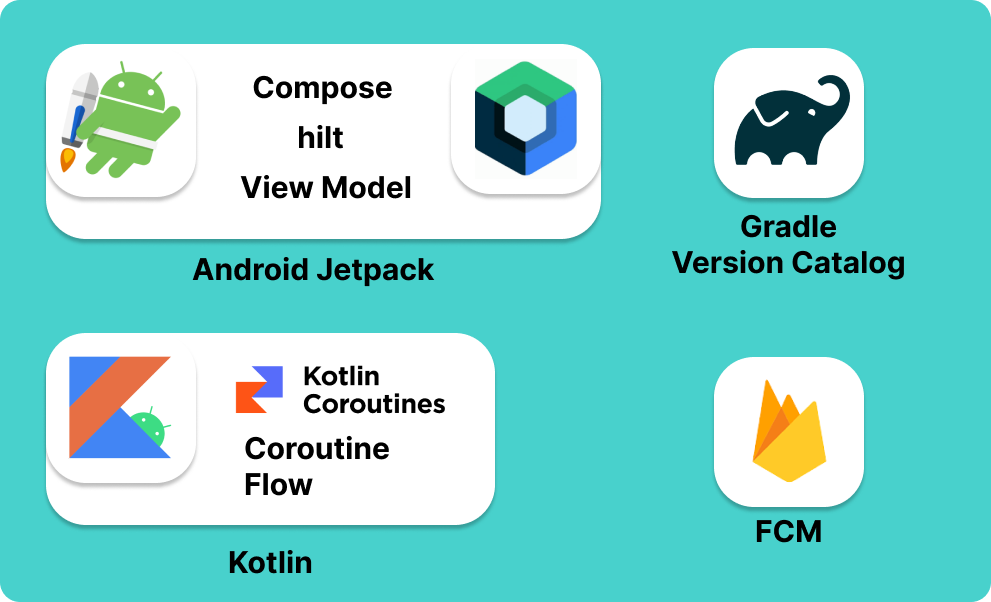 Compose
hilt
View Model
Android Jetpack
Gradle
Version Catalog
Kotlin
Coroutines
Coroutine
Flow
Kotlin
FCM